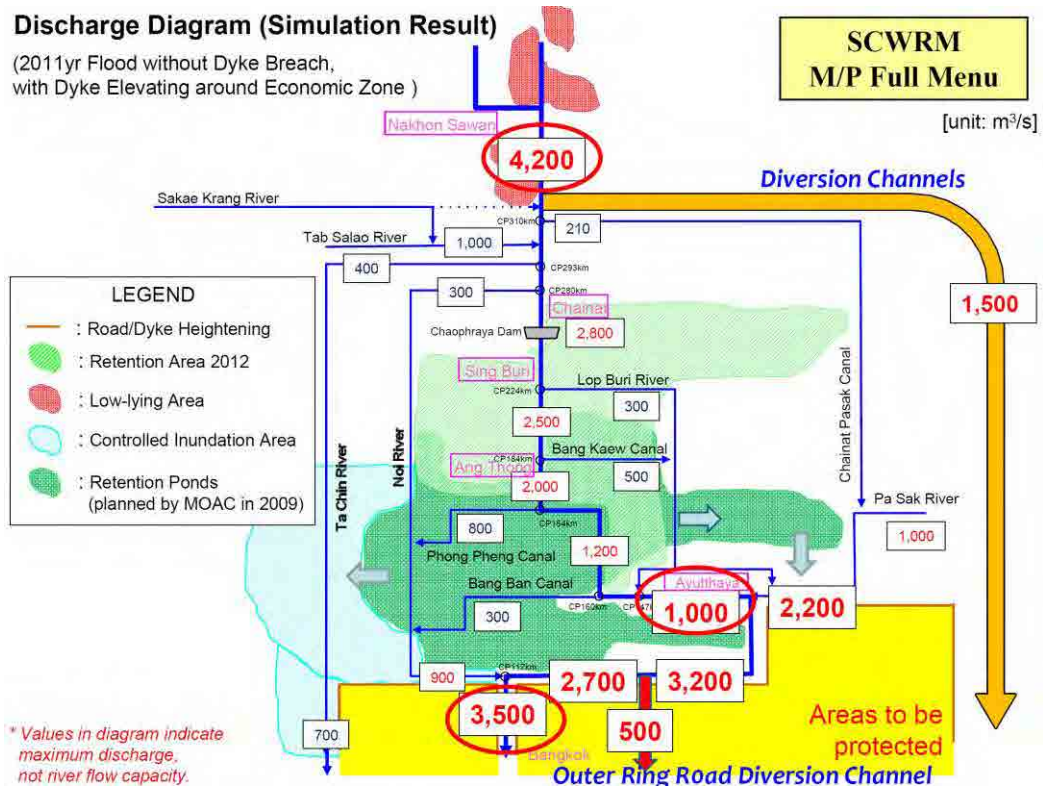 Discharge Diagram (Simulation Result)
(2011yr Flood without Dyke Breach,
with Dyke Elevating around Economic Zone )
SCWRM
M/P Full Menu
[unit: m³/s]
Nakhon Sawan
4,200
Diversion Channels
Sakae Krang River
CP310km
210
Tab Salao River
1,000
400
CP293km
300
CP280km
1,500
LEGEND
: Road/Dyke Heightening
: Retention Area 2012
: Low-lying Area
: Controlled Inundation Area
: Retention Ponds
(planned by MOAC in 2009)
Chainat
Chaophraya Dam
2,800
Sing Buri
CP224km
Lop Buri River
300
2,500
Chainat Pasak Canal
Ta Chin River
Noi River
Bang Kaew Canal
Ang Thong
500
2,000
CP164km
800
Phong Pheng Canal
1,200
Pa Sak River
1,000
Bang Ban Canal
300
CP160km
Ayutthaya
1,000
2,200
CP112km
900
2,700
3,200
3,500
500
700
Bangkok
Areas to be
protected
* Values in diagram indicate
maximum discharge,
not river flow capacity.
Outer Ring Road Diversion Channel